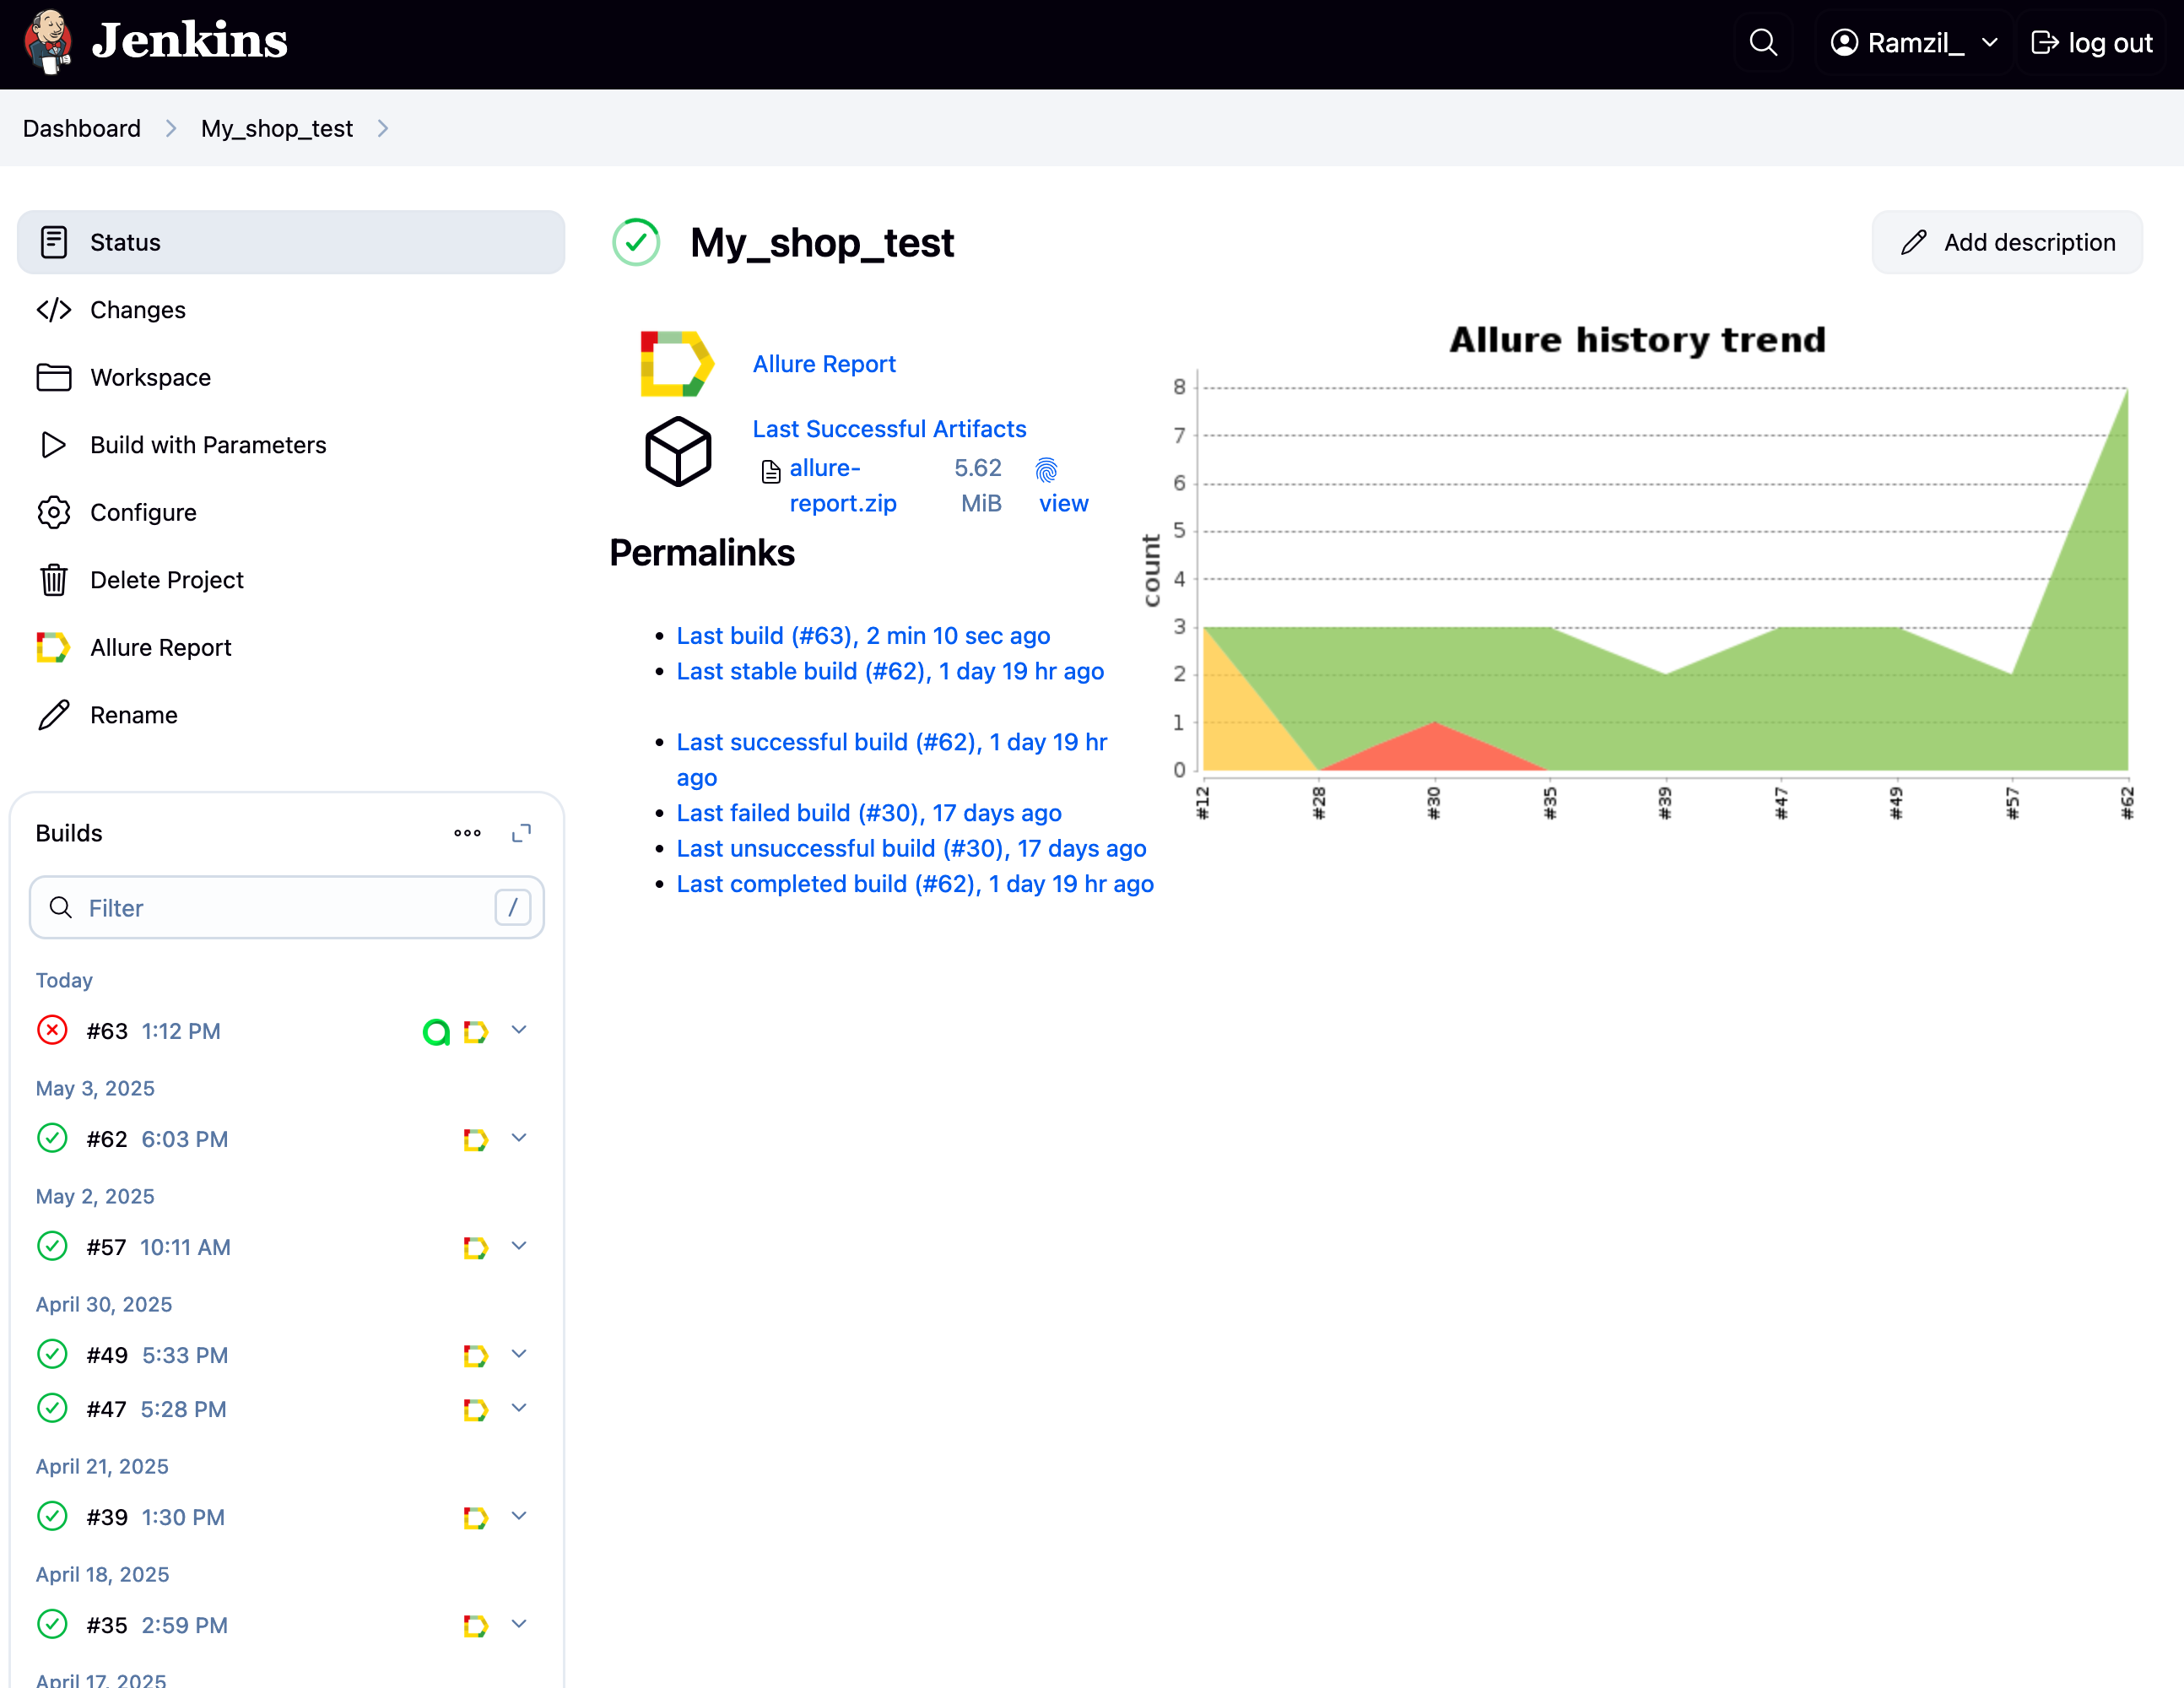 Jenkins
Ramzil_
log out
Dashboard
My_shop_test
Status
Changes
Workspace
Build with Parameters
Configure
Delete Project
Allure Report
Rename
Builds
Filter
/
Today
#63 1:12 PM
May 3, 2025
#62 6:03 PM
May 2, 2025
#57 10:11 AM
April 30, 2025
#49 5:33 PM
#47 5:28 PM
April 21, 2025
#39 1:30 PM
April 18, 2025
#35 2:59 PM
April 17, 2025
My_shop_test
Add description
Allure Report
Last Successful Artifacts
allure- 5.62
report.zip MiB view
Permalinks
Last build (#63), 2 min 10 sec ago
Last stable build (#62), 1 day 19 hr ago
Last successful build (#62), 1 day 19 hr
ago
Last failed build (#30), 17 days ago
Last unsuccessful build (#30), 17 days ago
Last completed build (#62), 1 day 19 hr ago
Allure history trend
count
8
7
6
5
4
3
2
1
0
#12 #28 #30 #35 #39 #47 #49 #57 #62